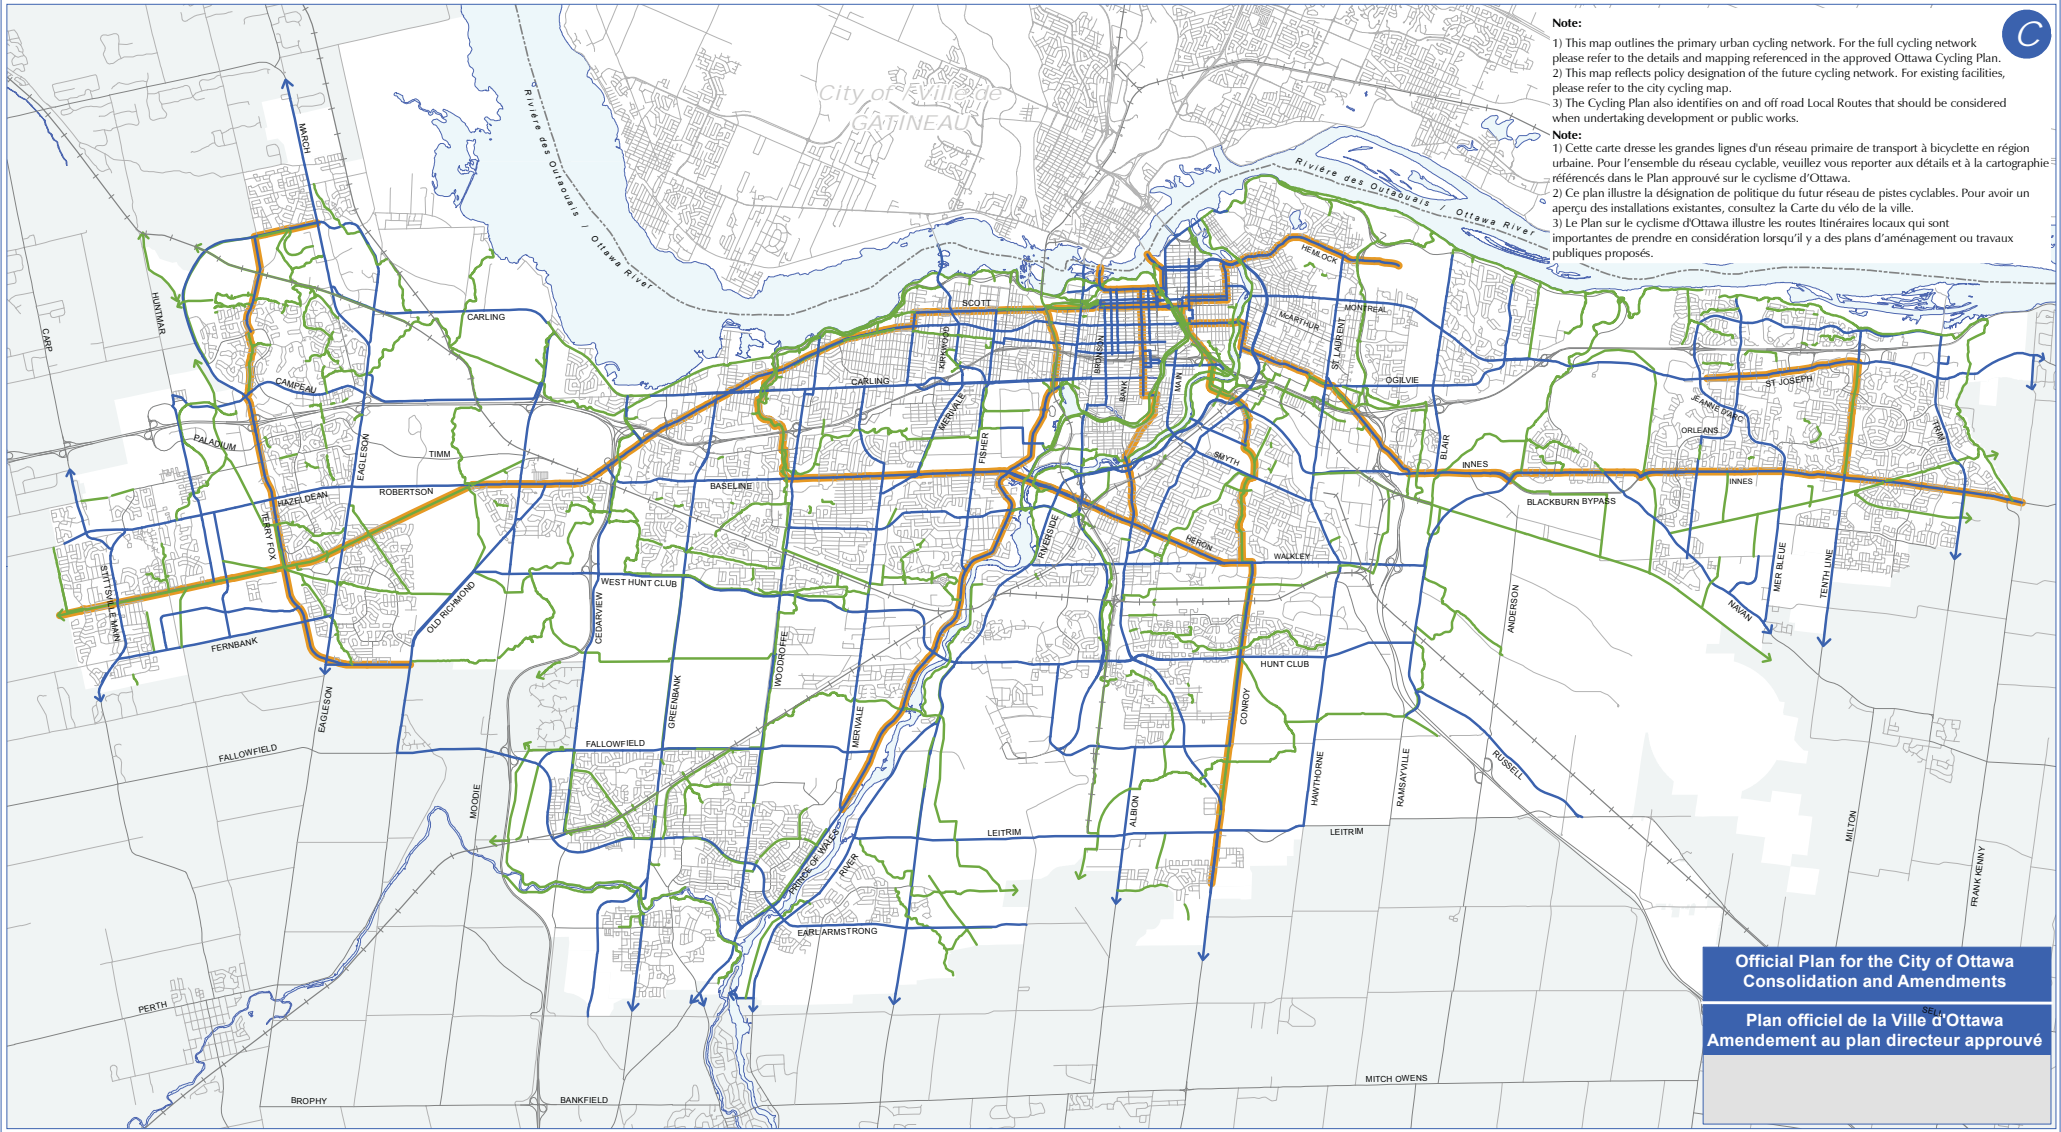 Note:
1) This map outlines the primary urban cycling network. For the full cycling network
please refer to the details and mapping referenced in the approved Ottawa Cycling Plan.
2) This map reflects policy designation of the future cycling network. For existing facilities,
please refer to the city cycling map.
3) The Cycling Plan also identifies on and off road Local Routes that should be considered
when undertaking development or public works.
Note:
1) Cette carte dresse les grandes lignes d'un réseau primaire de transport à bicyclette en région
urbaine. Pour l'ensemble du réseau cyclable, veuillez vous reporter aux détails et à la cartographie
référencés dans le Plan approuvé sur le cyclisme d'Ottawa.
2) Ce plan illustre la désignation de politique du futur réseau de pistes cyclables. Pour avoir un
aperçu des installations existantes, consultez la Carte du vélo de la ville.
3) Le Plan sur le cyclisme d'Ottawa illustre les routes Itinéraires locaux qui sont
importantes de prendre en considération lorsqu'il y a des plans d'aménagement ou travaux
publiques proposés.
C
City of / Ville de
GATINEAU
Rivière des Outaouais / Ottawa River
Rivière des Outaouais / Ottawa River
MARCH
HUNTMAR
CARP
CARLING
CAMPEAU
PALADIUM
EAGLESON
TIMM
HAZELDEAN
ROBERTSON
TERRY FOX
STITTSVILLE MAIN
FERNBANK
OLD RICHMOND
EAGLESON
FALLOWFIELD
MOODIE
PERTH
BROPHY
BANKFIELD
SCOTT
KIRKWOOD
CARLING
MERIVALE
FISHER
BASELINE
BRONSON
BANK
MAIN
HEMLOCK
MONTREAL
MCARTHUR
ST LAURENT
OGILVIE
SMYTH
BLAIR
INNES
BLACKBURN BYPASS
ST JOSEPH
JEANNE D'ARC
ORLEANS
TRIM
INNES
RIVERSIDE
HERON
WALKLEY
WEST HUNT CLUB
CEDARVIEW
WOODROFFE
GREENBANK
MERIVALE
FALLOWFIELD
HUNT CLUB
CONROY
ANDERSON
MER BLEUE
TENTH LINE
NAVAN
HAWTHORNE
RAMSAYVILLE
RUSSELL
ALBION
LEITRIM
LEITRIM
PRINCE OF WALES
RIVER
EARL ARMSTRONG
MILTON
FRANK KENNY
MITCH OWENS
Official Plan for the City of Ottawa
Consolidation and Amendments
SELL
Plan officiel de la Ville d'Ottawa
Amendement au plan directeur approuvé